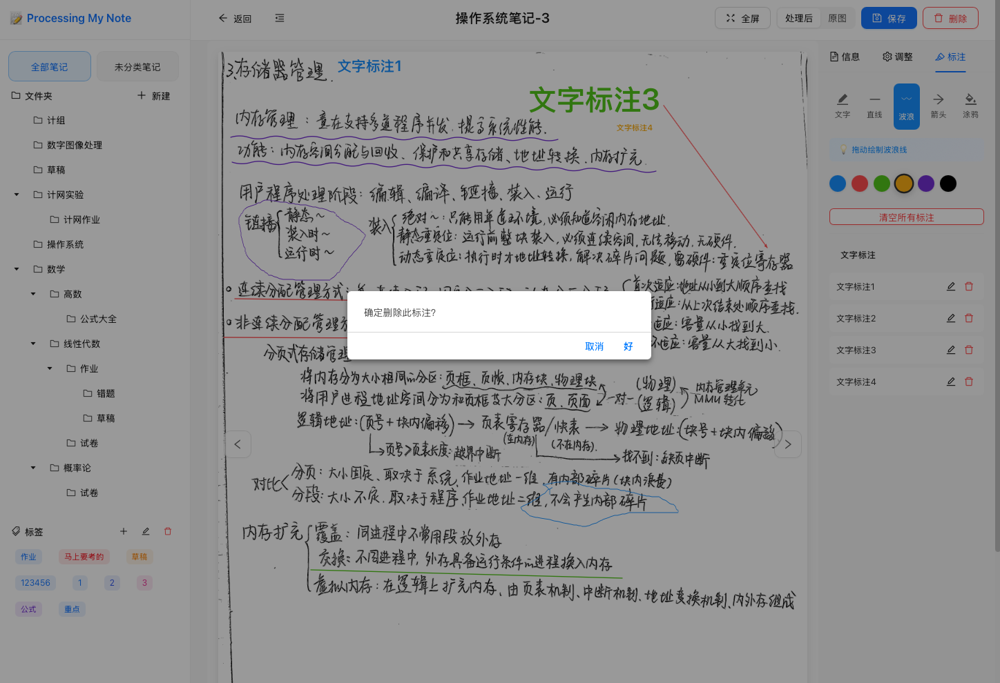 Processing My Note
返回
操作系统笔记-3
全屏
处理后
原图
保存
删除
全部笔记
未分类笔记
文件夹
新建
计组
数字图像处理
草稿
计网实验
计网作业
操作系统
数学
高数
公式大全
线性代数
作业
错题
草稿
试卷
概率论
试卷
标签
作业
马上要考的
草稿
123456
1
2
3
公式
重点
3.存储器管理.
文字标注1
文字标注3
文字标注4
内存管理：意在支持多道程序并发，提高系统性能.
功能：内存空间分配与回收、保护和共享存储、地址转换、内存扩充.
用户程序处理阶段：编辑、编译、链接、装入、运行
链接
静态~
装入时~
运行时~
装入
绝对~：只能用单道环境，必须知道空闲内存地址.
静态重定位：运行前整块装入，必须连续空间，无法移动，无硬件.
动态重定位：执行时才地址转换，解决碎片问题，需硬件：重定位寄存器
连续分配管理方式：
首次适应：地址从小到大顺序查找
适应：从上次结束处顺序查找.
适应：容量从小找到大.
适应：容量从大找到小.
非连续分配管理方
分页式存储管理
确定删除此标注?
取消
好
将内存分为大小相同的分区：页框、页帧、内存块、物理块
将用户进程地址空间分为和页框等大分区：页、页面
一对一
(物理)
(逻辑)
内存管理单元
MMU 转化
逻辑地址：(页号+块内偏移)→页表寄存器/快表→物理地址：(块号+块内偏移)
(在内存)
(不在内存).
页号>页表长度：越界中断
找不到：缺页中断
对比
分页：大小固定、取决于系统、作业地址一维，有内部碎片(块内浪费)
分段：大小不定、取决于程序、作业地址二维，不会产生内部碎片
内存扩充
覆盖：同进程中不常用段放外存
交换：不同进程中，外存具备运行条件的进程换入内存
虚拟内存：在逻辑上扩充内存、由页表机制、中断机制、地址变换机制、内外存组成
信息
调整
标注
文字
直线
波浪
箭头
涂鸦
拖动绘制波浪线
清空所有标注
文字标注
文字标注1
文字标注2
文字标注3
文字标注4